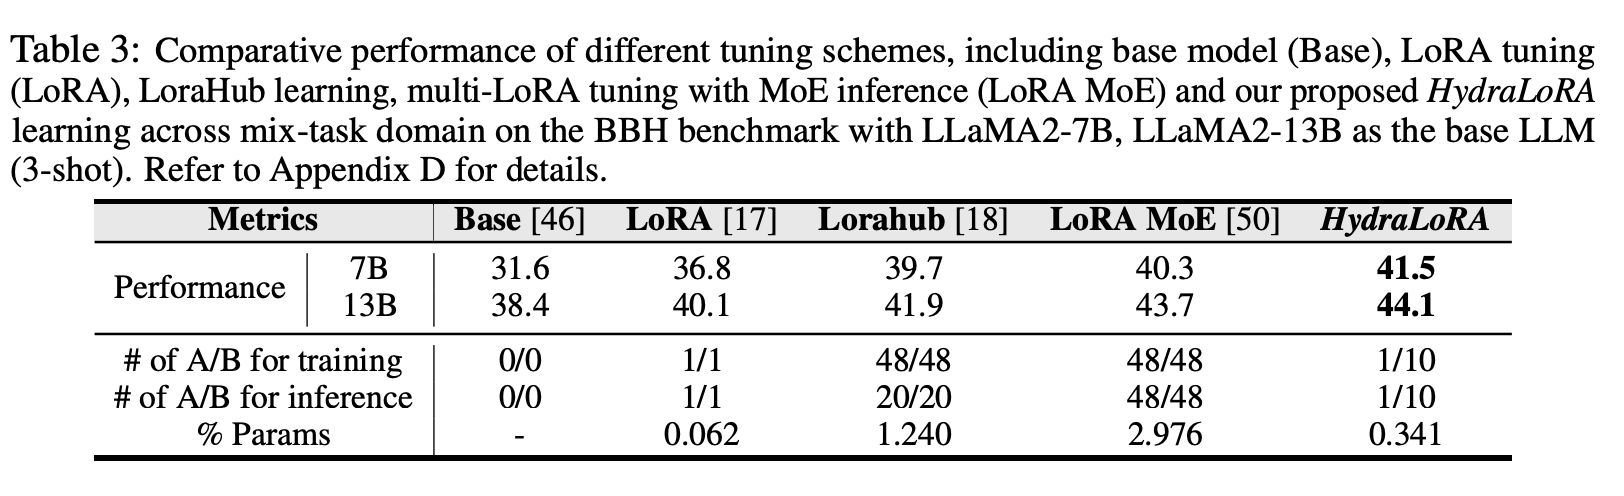 Table 3: Comparative performance of different tuning schemes, including base model (Base), LoRA tuning
(LoRA), LoraHub learning, multi-LoRA tuning with MoE inference (LoRA MoE) and our proposed HydraLoRA
learning across mix-task domain on the BBH benchmark with LLaMA2-7B, LLaMA2-13B as the base LLM
(3-shot). Refer to Appendix D for details.
Metrics Base [46] LoRA [17] Lorahub [18] LoRA MoE [50] HydraLoRA
Performance
7B 31.6 36.8 39.7 40.3 41.5
13B 38.4 40.1 41.9 43.7 44.1
# of A/B for training 0/0 1/1 48/48 48/48 1/10
# of A/B for inference 0/0 1/1 20/20 48/48 1/10
% Params - 0.062 1.240 2.976 0.341